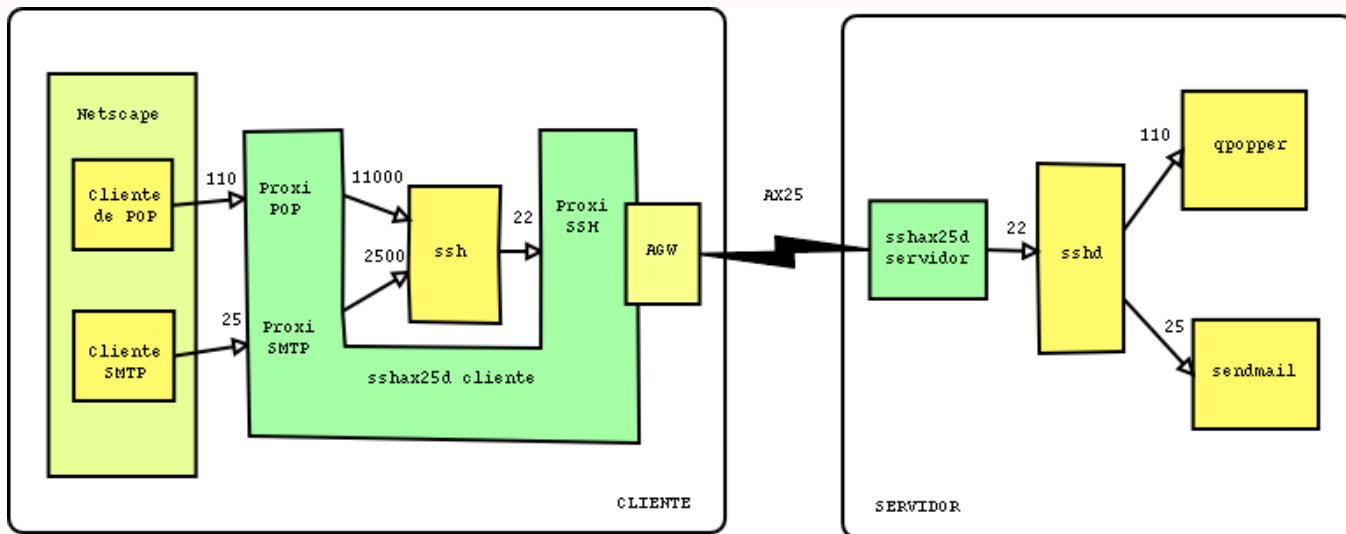 Netscape
Cliente
de POP
110
Proxi
POP
11000
ssh
2500
22
Proxi
SSH
AGW
Cliente
SMTP
25
Proxi
SMTP
sshax25d cliente
CLIENTE
AX25
sshax25d
servidor
22
sshd
110
qpopper
25
sendmail
SERVIDOR